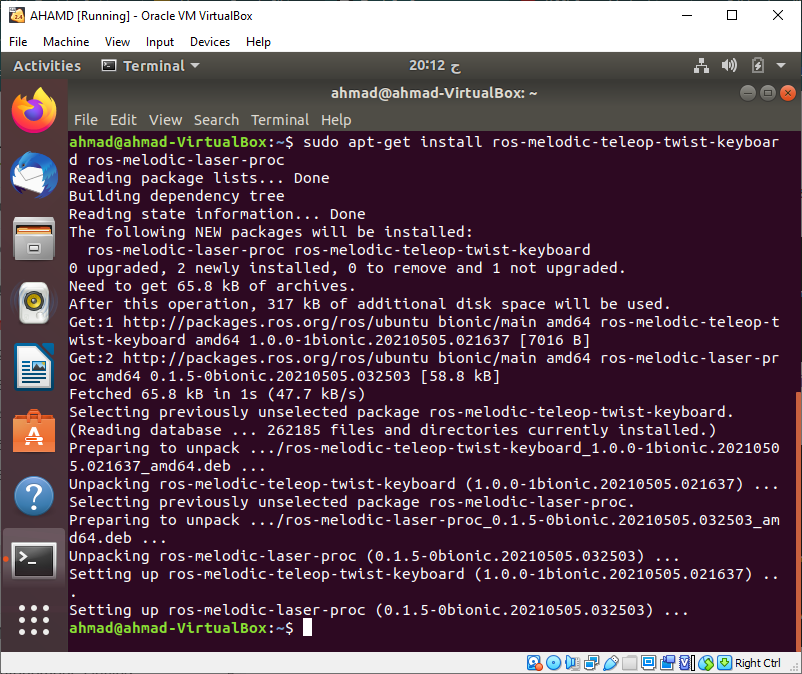 AHAMD [Running] - Oracle VM VirtualBox
File Machine View Input Devices Help
Activities Terminal 20:12 ح
ahmad@ahmad-VirtualBox: ~
File Edit View Search Terminal Help
ahmad@ahmad-VirtualBox:~$ sudo apt-get install ros-melodic-teleop-twist-keyboar
d ros-melodic-laser-proc
Reading package lists... Done
Building dependency tree
Reading state information... Done
The following NEW packages will be installed:
  ros-melodic-laser-proc ros-melodic-teleop-twist-keyboard
0 upgraded, 2 newly installed, 0 to remove and 1 not upgraded.
Need to get 65.8 kB of archives.
After this operation, 317 kB of additional disk space will be used.
Get:1 http://packages.ros.org/ros/ubuntu bionic/main amd64 ros-melodic-teleop-t
wist-keyboard amd64 1.0.0-1bionic.20210505.021637 [7016 B]
Get:2 http://packages.ros.org/ros/ubuntu bionic/main amd64 ros-melodic-laser-pr
oc amd64 0.1.5-0bionic.20210505.032503 [58.8 kB]
Fetched 65.8 kB in 1s (47.7 kB/s)
Selecting previously unselected package ros-melodic-teleop-twist-keyboard.
(Reading database ... 262185 files and directories currently installed.)
Preparing to unpack .../ros-melodic-teleop-twist-keyboard_1.0.0-1bionic.2021050
5.021637_amd64.deb ...
Unpacking ros-melodic-teleop-twist-keyboard (1.0.0-1bionic.20210505.021637) ...
Selecting previously unselected package ros-melodic-laser-proc.
Preparing to unpack .../ros-melodic-laser-proc_0.1.5-0bionic.20210505.032503_am
d64.deb ...
Unpacking ros-melodic-laser-proc (0.1.5-0bionic.20210505.032503) ...
Setting up ros-melodic-teleop-twist-keyboard (1.0.0-1bionic.20210505.021637) ..
.
Setting up ros-melodic-laser-proc (0.1.5-0bionic.20210505.032503) ...
ahmad@ahmad-VirtualBox:~$
Right Ctrl